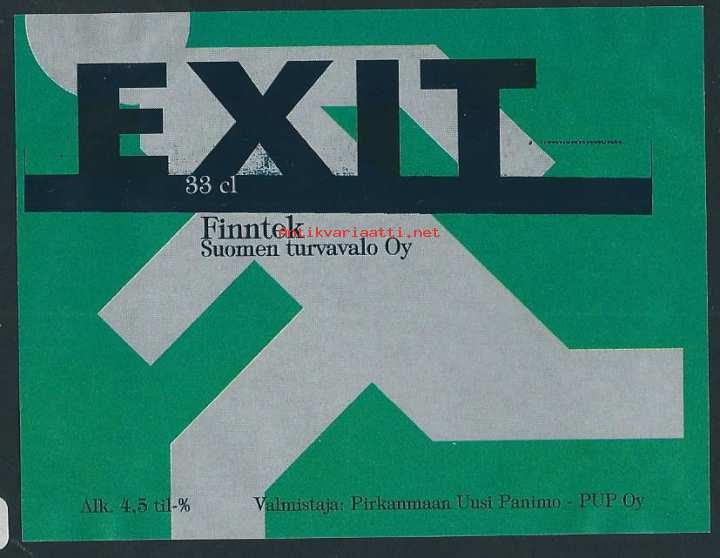 EXIT
33 cl
Finntek
Antikvariaatti.net
Suomen turvavalo Oy
Alk. 4,5 til-%
Valmistaja: Pirkanmaan Uusi Panimo - PUP Oy